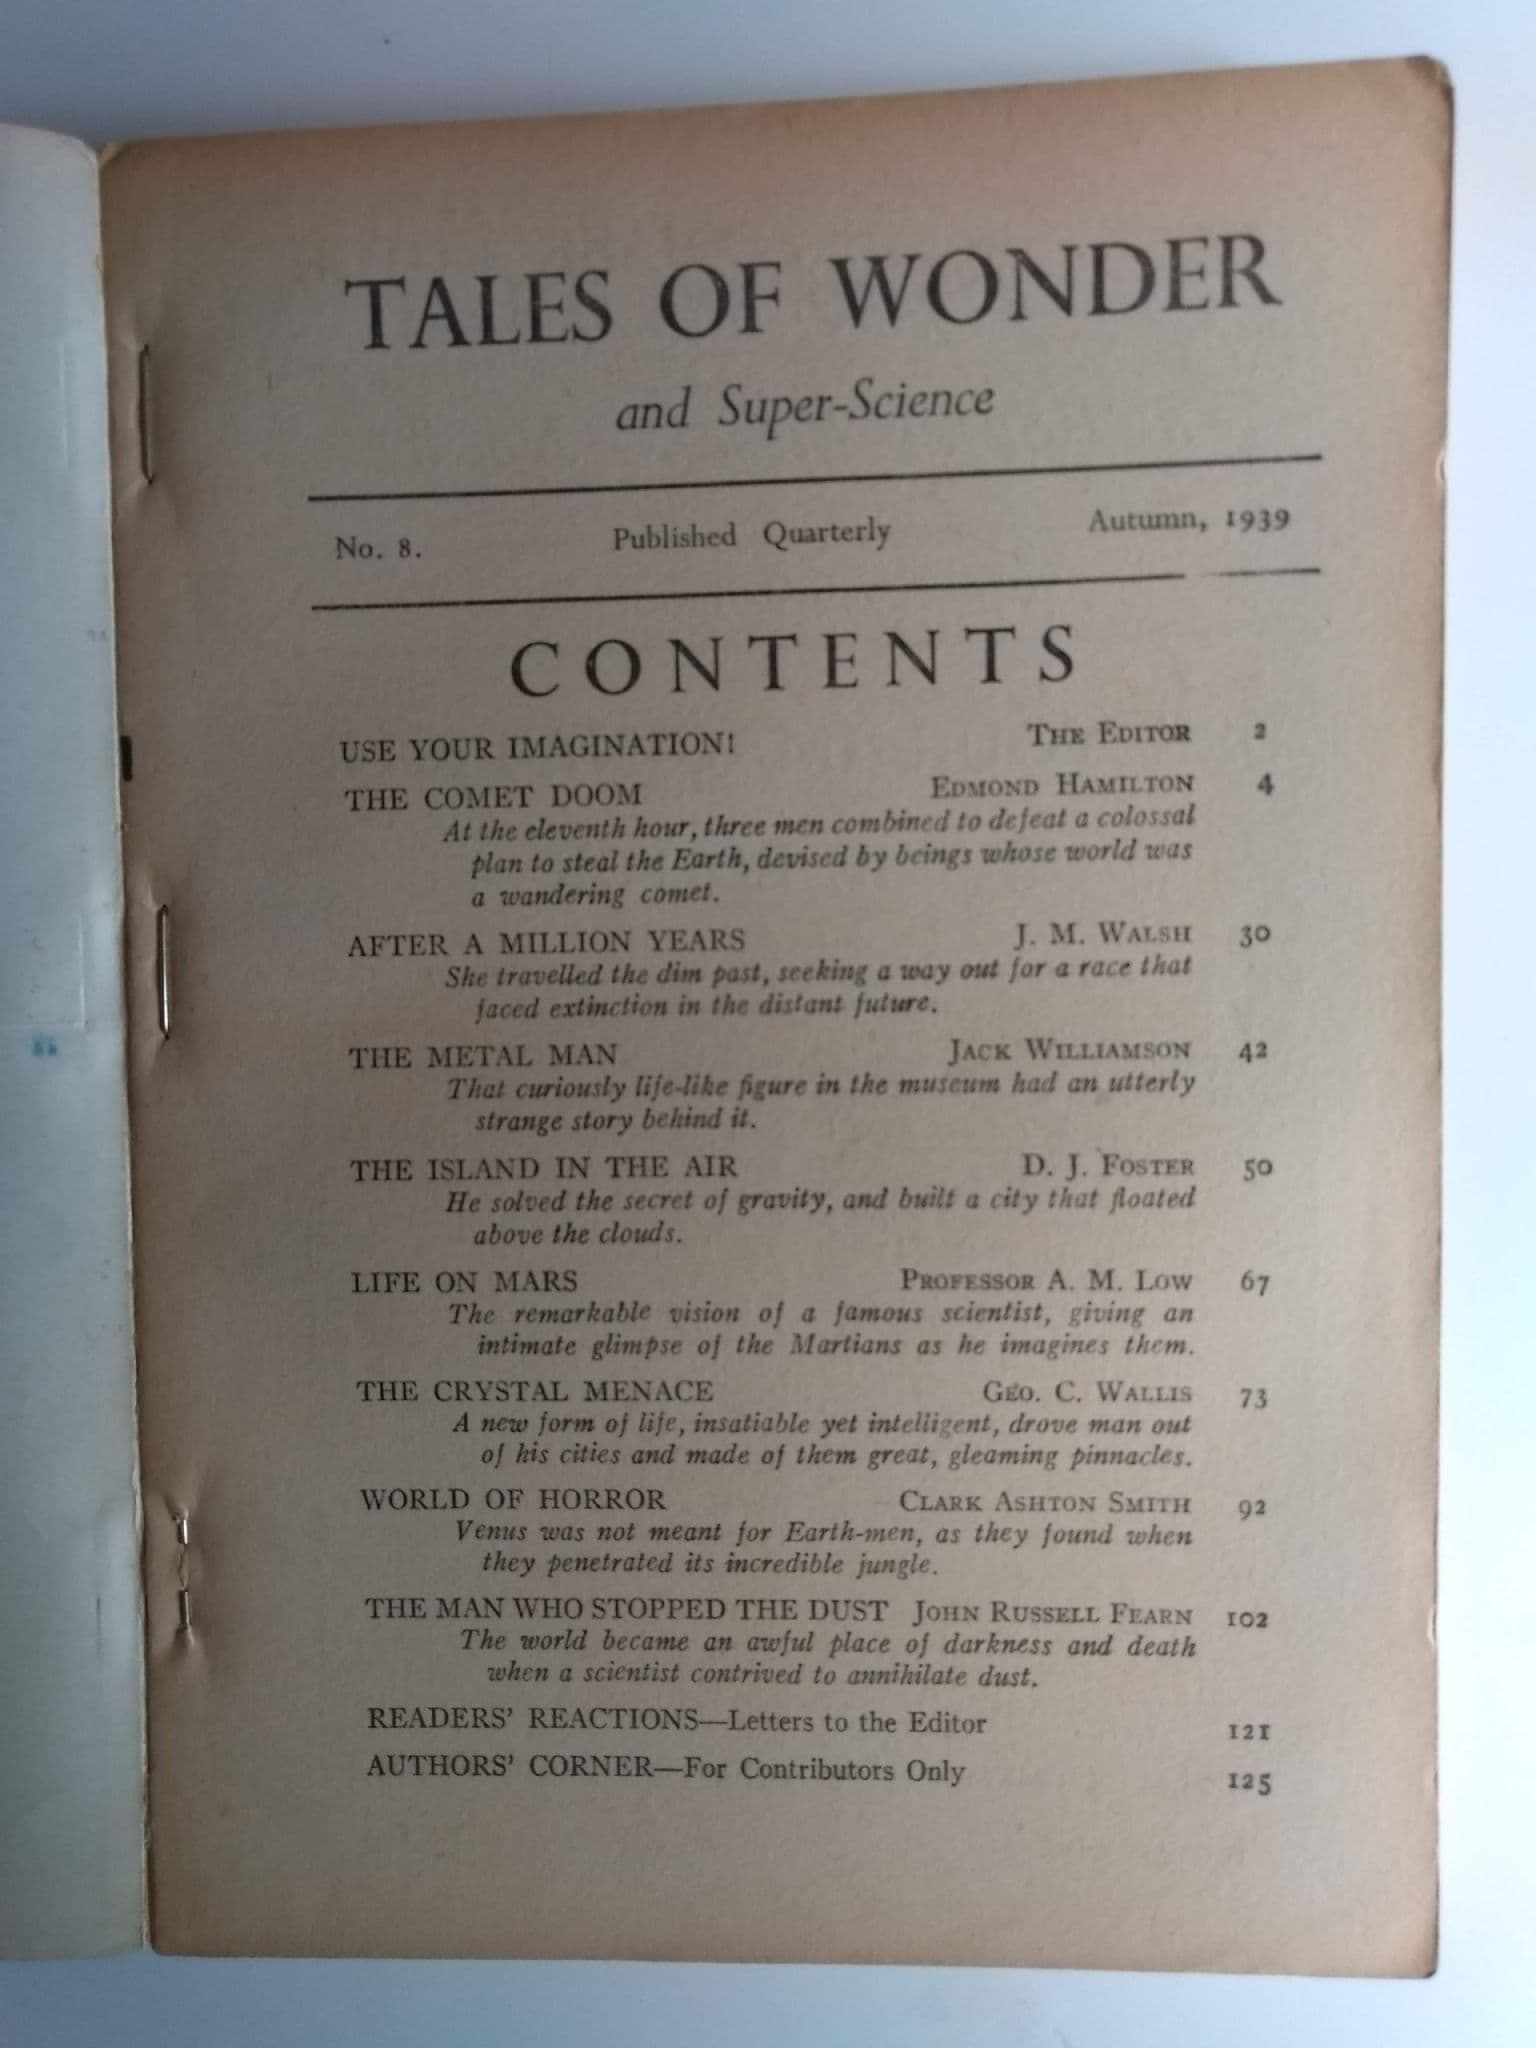 TALES OF WONDER
and Super-Science
No. 8. Published Quarterly Autumn, 1939
CONTENTS
USE YOUR IMAGINATION! THE EDITOR 2
THE COMET DOOM EDMOND HAMILTON 4
At the eleventh hour, three men combined to defeat a colossal
plan to steal the Earth, devised by beings whose world was
a wandering comet.
AFTER A MILLION YEARS J. M. WALSH 30
She travelled the dim past, seeking a way out for a race that
faced extinction in the distant future.
THE METAL MAN JACK WILLIAMSON 42
That curiously life-like figure in the museum had an utterly
strange story behind it.
THE ISLAND IN THE AIR D. J. FOSTER 50
He solved the secret of gravity, and built a city that floated
above the clouds.
LIFE ON MARS PROFESSOR A. M. LOW 67
The remarkable vision of a famous scientist, giving an
intimate glimpse of the Martians as he imagines them.
THE CRYSTAL MENACE GEO. C. WALLIS 73
A new form of life, insatiable yet intelligent, drove man out
of his cities and made of them great, gleaming pinnacles.
WORLD OF HORROR CLARK ASHTON SMITH 92
Venus was not meant for Earth-men, as they found when
they penetrated its incredible jungle.
THE MAN WHO STOPPED THE DUST JOHN RUSSELL FEARN 102
The world became an awful place of darkness and death
when a scientist contrived to annihilate dust.
READERS' REACTIONS—Letters to the Editor 121
AUTHORS' CORNER—For Contributors Only 125